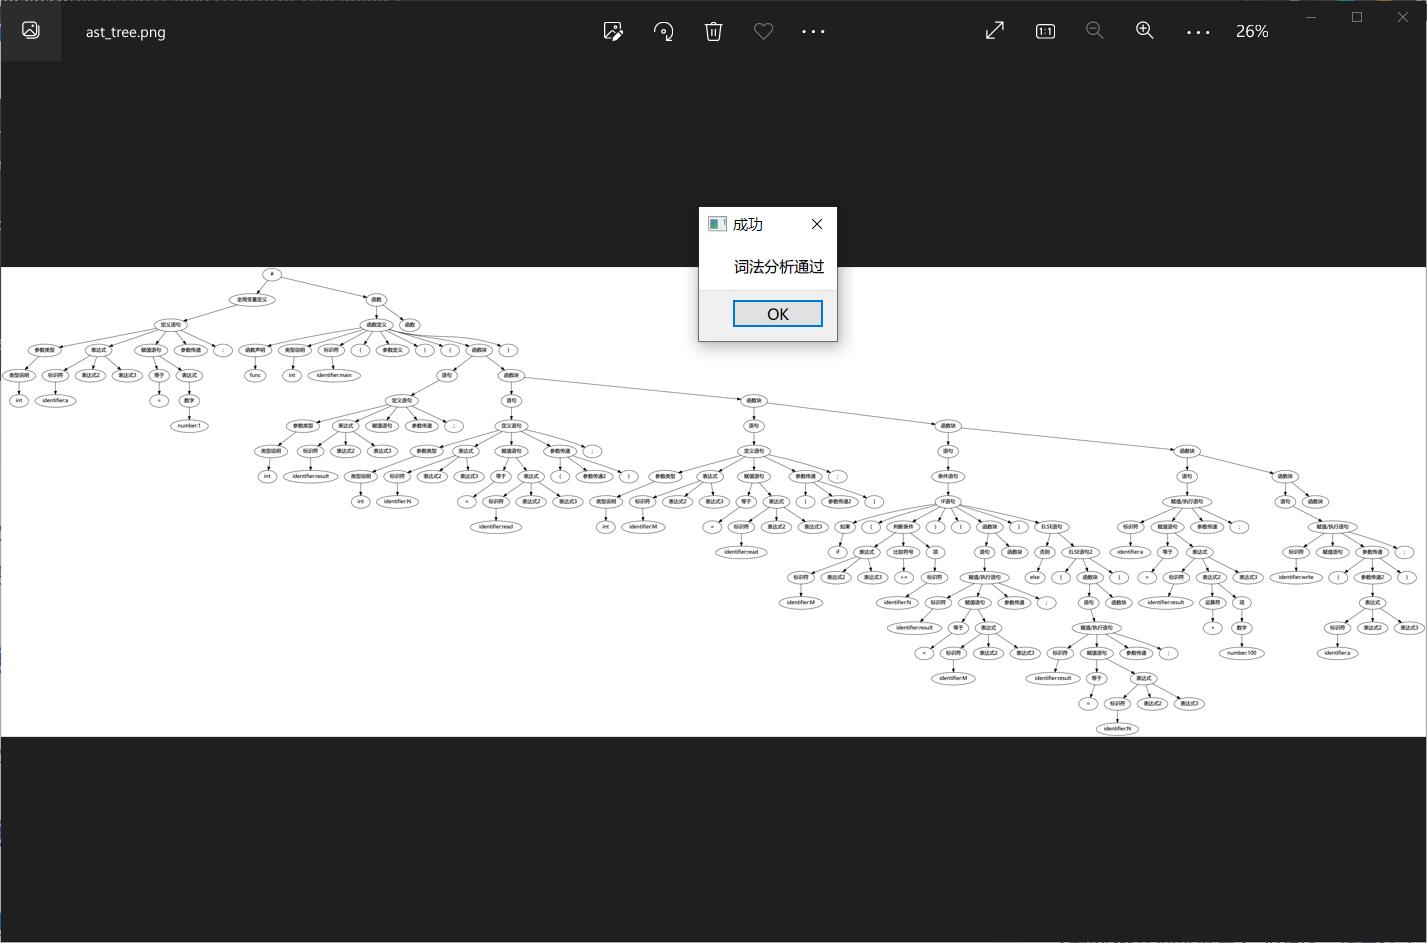 ast_tree.png
26%
成功
词法分析通过
OK
#
全局变量定义 函数
定义语句 函数定义 函数
参数类型 表达式 赋值语句 参数传递 ; 函数声明 类型说明 标识符 ( 参数定义 ) { 函数块 }
类型说明 标识符 表达式2 表达式3 等于 表达式 func int identifier:main 语句 函数块
int identifier:a = 数字 定义语句 语句 函数块
number:1 参数类型 表达式 赋值语句 参数传递 ; 定义语句 语句 函数块
类型说明 标识符 表达式2 表达式3 参数类型 表达式 赋值语句 参数传递 ; 定义语句 语句 函数块
int identifier:result 类型说明 标识符 表达式2 表达式3 等于 表达式 ( 参数传递2 ) 参数类型 表达式 赋值语句 参数传递 ; 条件语句 语句 函数块
int identifier:N = 标识符 表达式2 表达式3 类型说明 标识符 表达式2 表达式3 等于 表达式 ( 参数传递2 ) IF语句 赋值/执行语句 语句 函数块
identifier:read int identifier:M = 标识符 表达式2 表达式3 如果 ( 判断条件 ) { 函数块 } ELSE语句 标识符 赋值语句 参数传递 ; 赋值/执行语句
identifier:read if 表达式 比较符号 项 语句 函数块 否则 ELSE语句2 identifier:a 等于 表达式 标识符 赋值语句 参数传递 ;
标识符 表达式2 表达式3 >= 标识符 赋值/执行语句 else { 函数块 } = 标识符 表达式2 表达式3 identifier:write ( 参数传递2 )
identifier:M identifier:N 标识符 赋值语句 参数传递 ; 语句 函数块 identifier:result 运算符 项 表达式
identifier:result 等于 表达式 赋值/执行语句 + 数字 标识符 表达式2 表达式3
= 标识符 表达式2 表达式3 标识符 赋值语句 参数传递 ; number:100 identifier:a
identifier:M identifier:result 等于 表达式
= 标识符 表达式2 表达式3
identifier:N